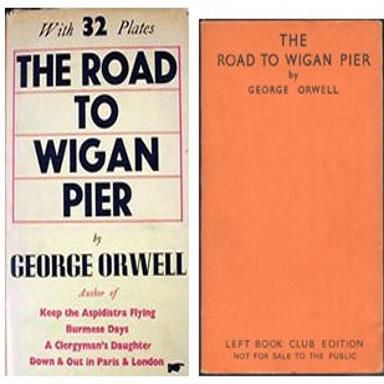 With 32 Plates
THE ROAD
TO
WIGAN
PIER
by
GEORGE ORWELL
Author of
Keep the Aspidistra Flying
Burmese Days
A Clergyman's Daughter
Down & Out in Paris & London
THE
ROAD TO WIGAN PIER
by
GEORGE ORWELL
LEFT BOOK CLUB EDITION
NOT FOR SALE TO THE PUBLIC